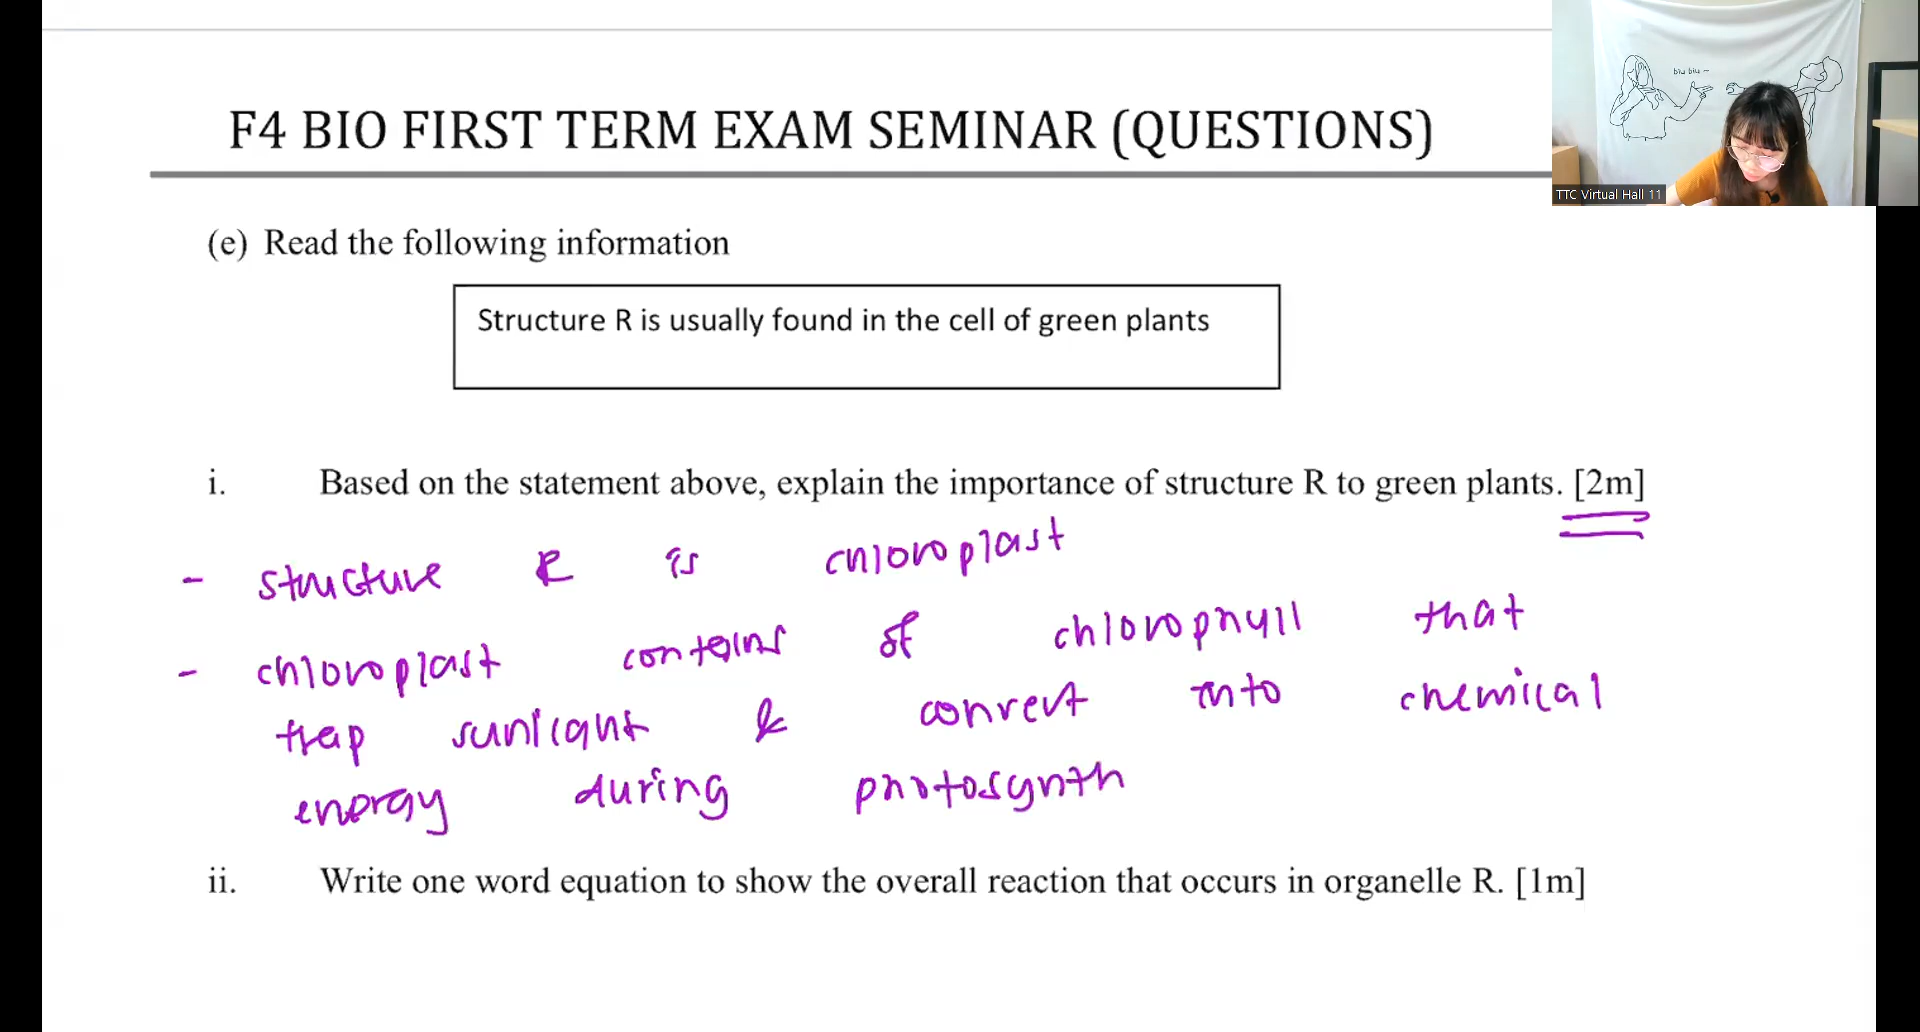 biu biu ~
TTC Virtual Hall 11
F4 BIO FIRST TERM EXAM SEMINAR (QUESTIONS)
(e) Read the following information
Structure R is usually found in the cell of green plants
i. Based on the statement above, explain the importance of structure R to green plants. [2m]
- structure R is chloroplast
- chloroplast contains of chlorophyll that
trap sunlight & convert into chemical
energy during photosynth
ii. Write one word equation to show the overall reaction that occurs in organelle R. [1m]